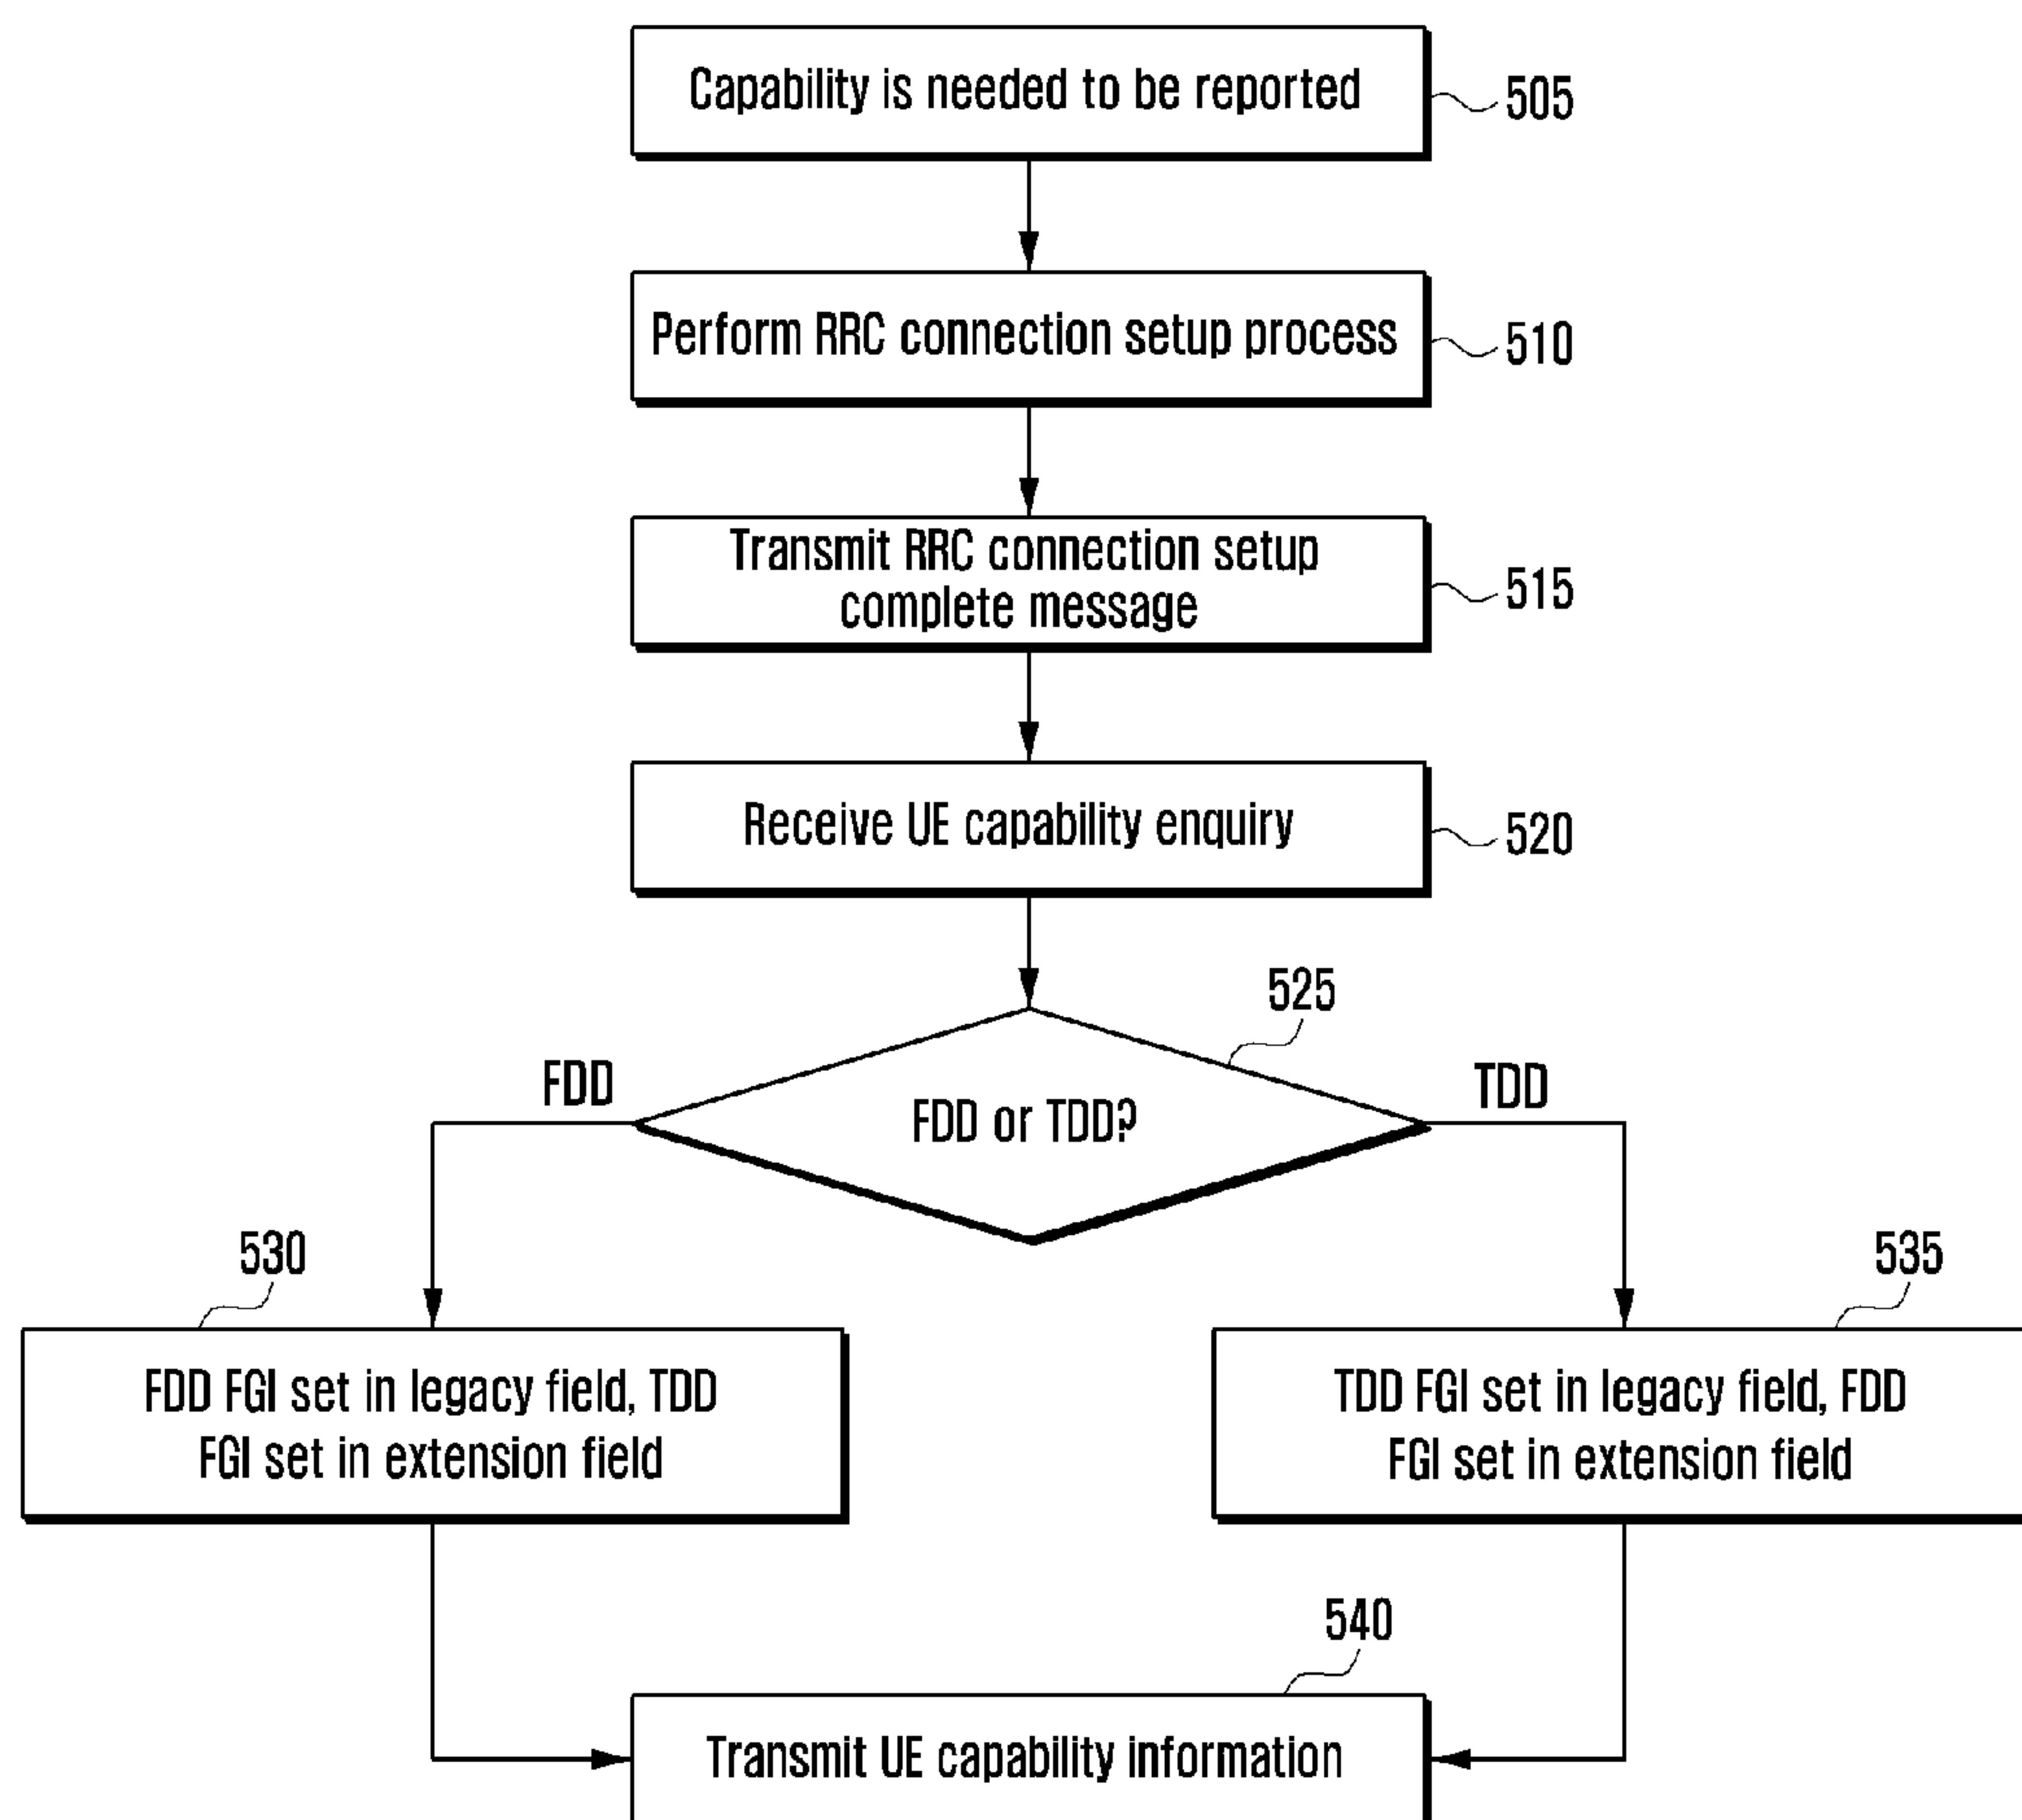 Capability is needed to be reported
505
Perform RRC connection setup process
510
Transmit RRC connection setup
complete message
515
Receive UE capability enquiry
520
525
FDD
FDD or TDD?
TDD
530
FDD FGI set in legacy field, TDD
FGI set in extension field
535
TDD FGI set in legacy field, FDD
FGI set in extension field
540
Transmit UE capability information